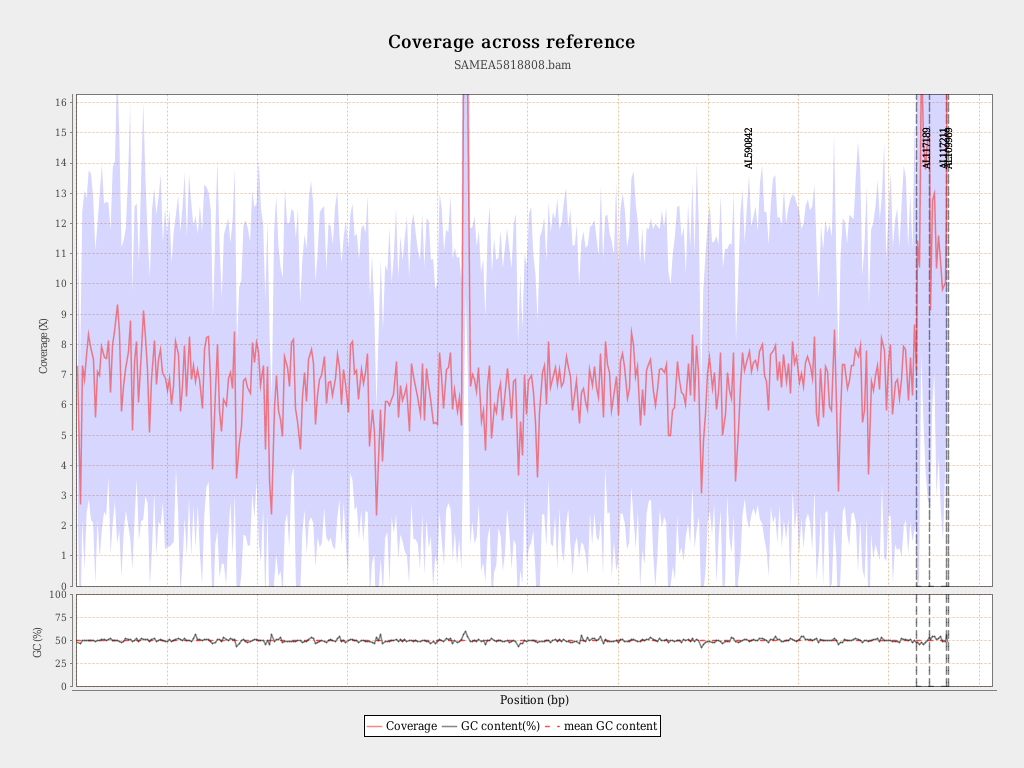 Coverage across reference
SAMEA5818808.bam
Coverage (X)
16
15
14
13
12
11
10
9
8
7
6
5
4
3
2
1
0
AL590842
AL117189
AL117211
AL109969
GC (%)
100
75
50
25
0
Position (bp)
Coverage GC content(%) mean GC content